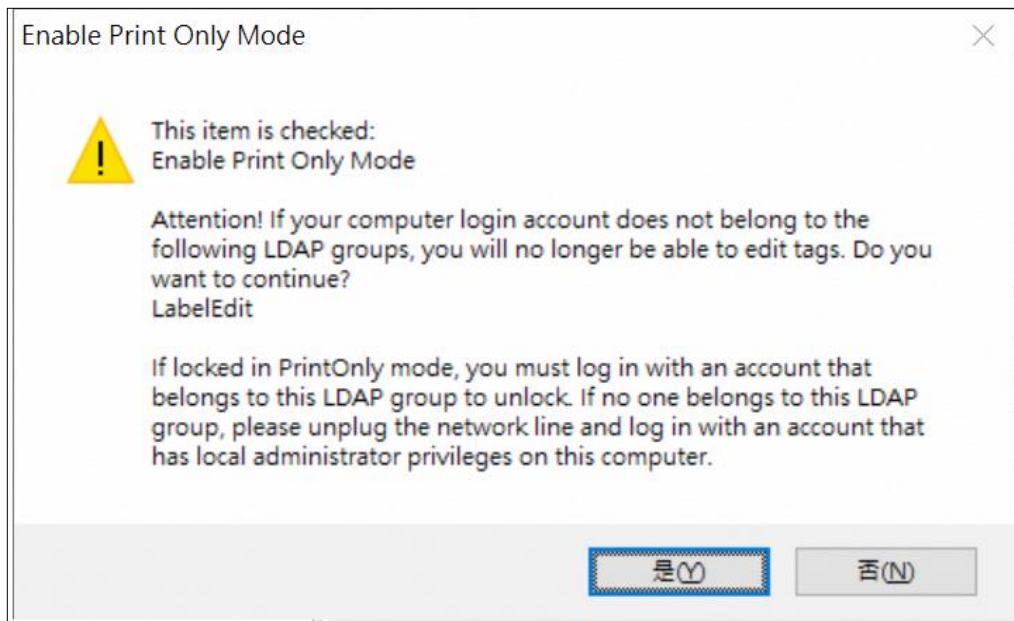 Enable Print Only Mode
This item is checked:
Enable Print Only Mode
Attention! If your computer login account does not belong to the
following LDAP groups, you will no longer be able to edit tags. Do you
want to continue?
LabelEdit
If locked in PrintOnly mode, you must log in with an account that
belongs to this LDAP group to unlock. If no one belongs to this LDAP
group, please unplug the network line and log in with an account that
has local administrator privileges on this computer.
是(Y)
否(N)